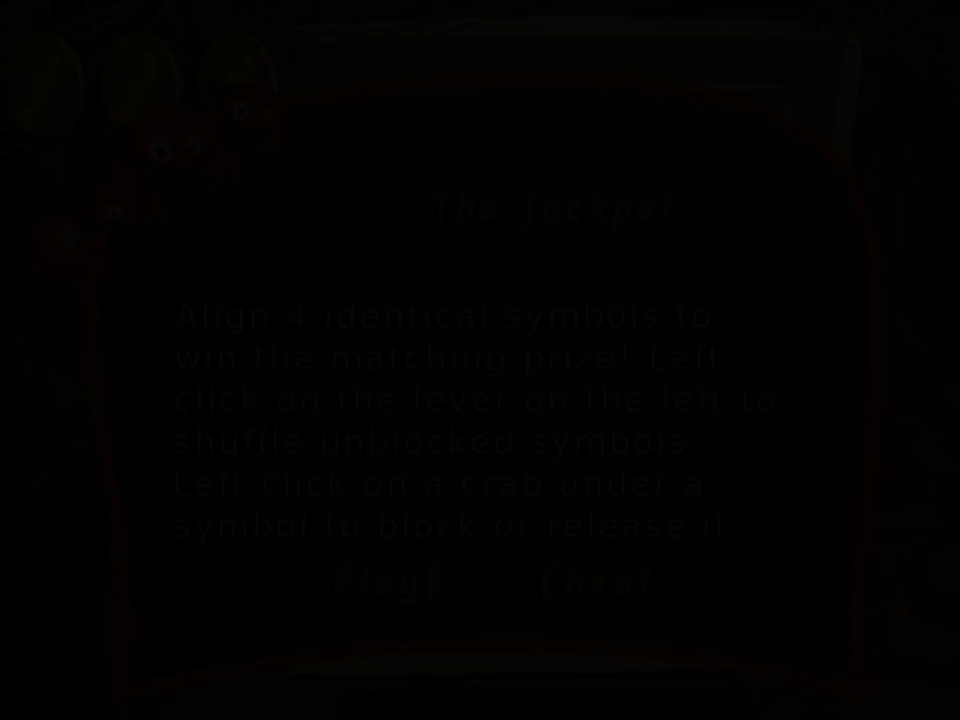 The Jackpot
Align 4 identical symbols to
win the matching prize! Left
click on the lever on the left to
shuffle unblocked symbols.
Left click on a crab under a
symbol to block or release it.
Play! Cheat